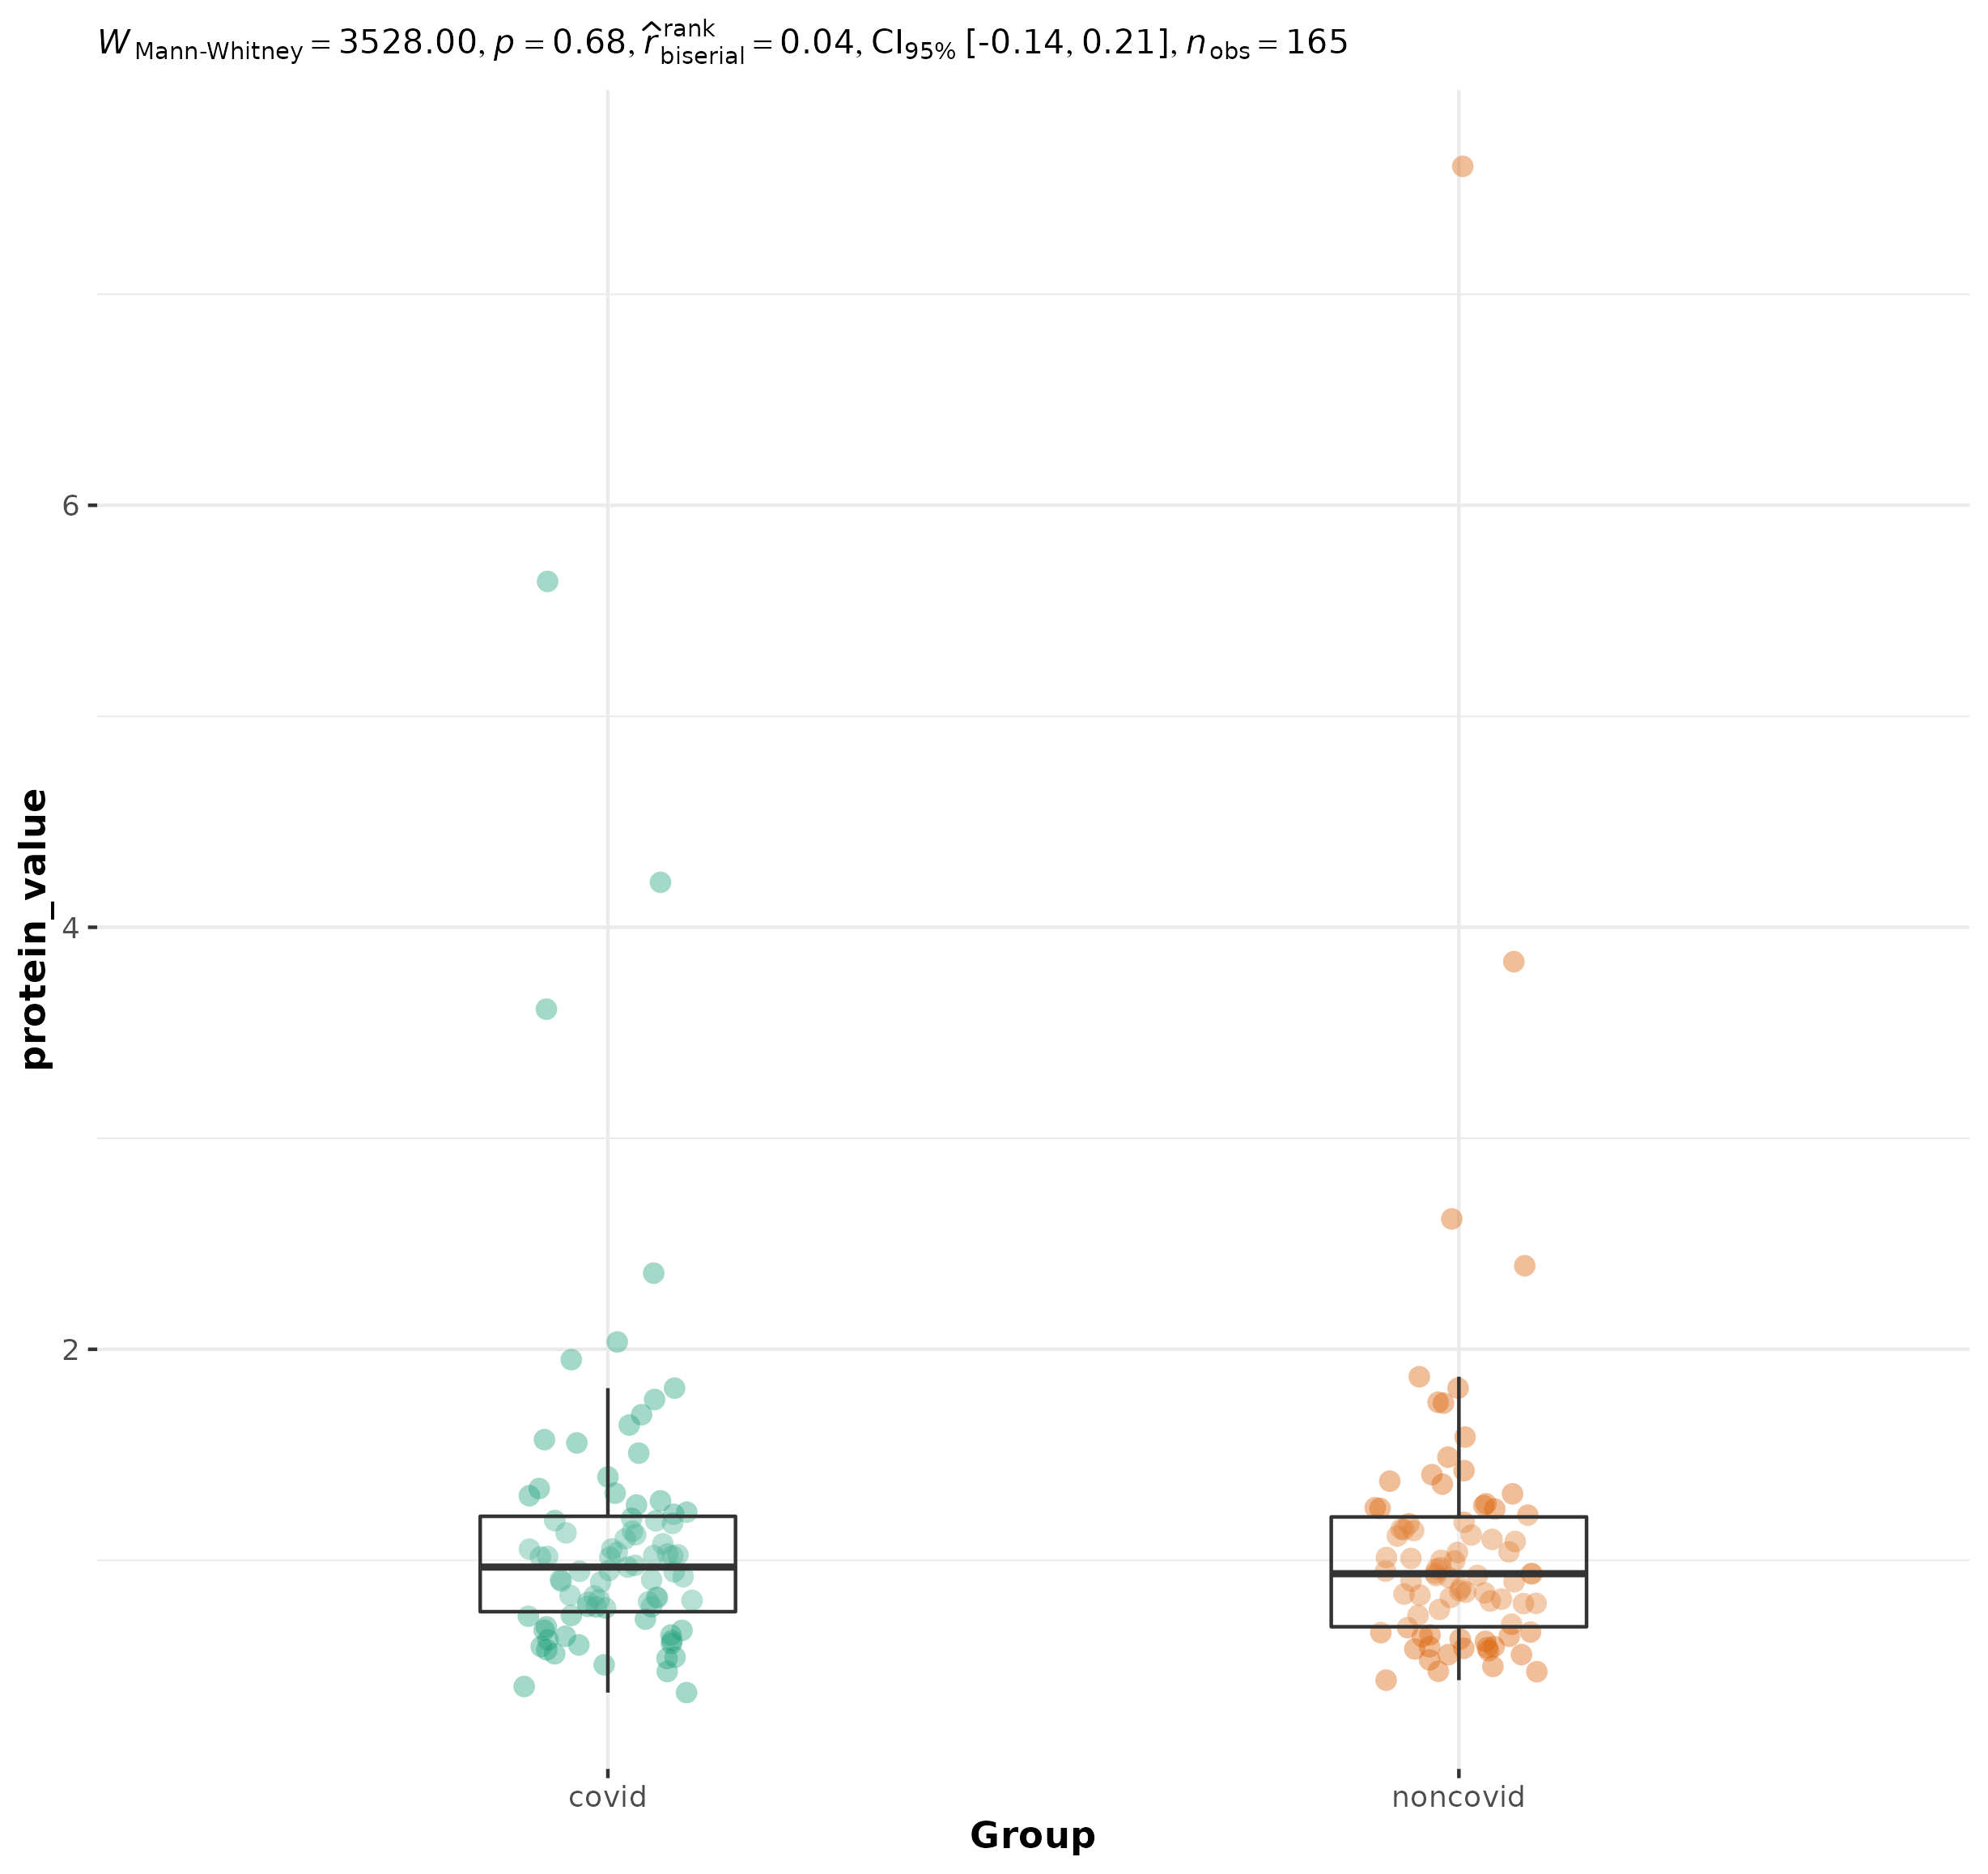 W Mann-Whitney = 3528.00, p = 0.68, r̂ rank biserial = 0.04, CI95% [-0.14, 0.21], n obs = 165
6
4
2
protein_value
covid noncovid
Group